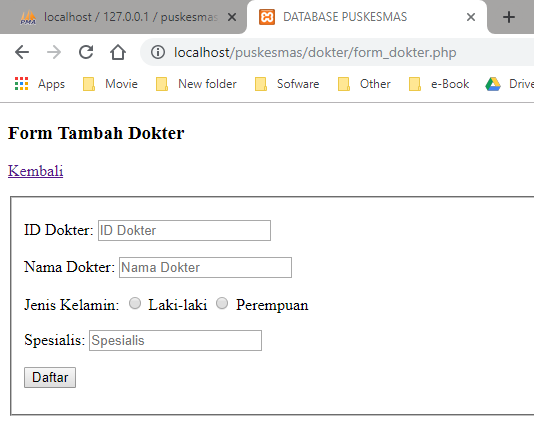 localhost / 127.0.0.1 / puskesmas
DATABASE PUSKESMAS
localhost/puskesmas/dokter/form_dokter.php
Apps Movie New folder Sofware Other e-Book Drive
Form Tambah Dokter
Kembali
ID Dokter: ID Dokter
Nama Dokter: Nama Dokter
Jenis Kelamin: Laki-laki Perempuan
Spesialis: Spesialis
Daftar